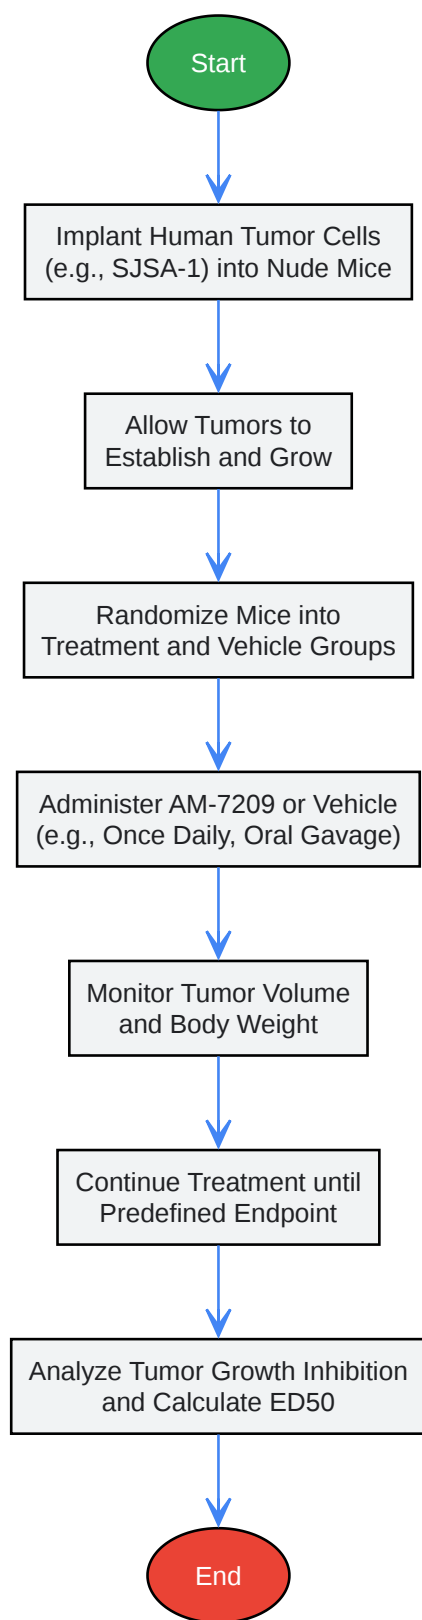 Start
Implant Human Tumor Cells
(e.g., SJSA-1) into Nude Mice
Allow Tumors to
Establish and Grow
Randomize Mice into
Treatment and Vehicle Groups
Administer AM-7209 or Vehicle
(e.g., Once Daily, Oral Gavage)
Monitor Tumor Volume
and Body Weight
Continue Treatment until
Predefined Endpoint
Analyze Tumor Growth Inhibition
and Calculate ED50
End